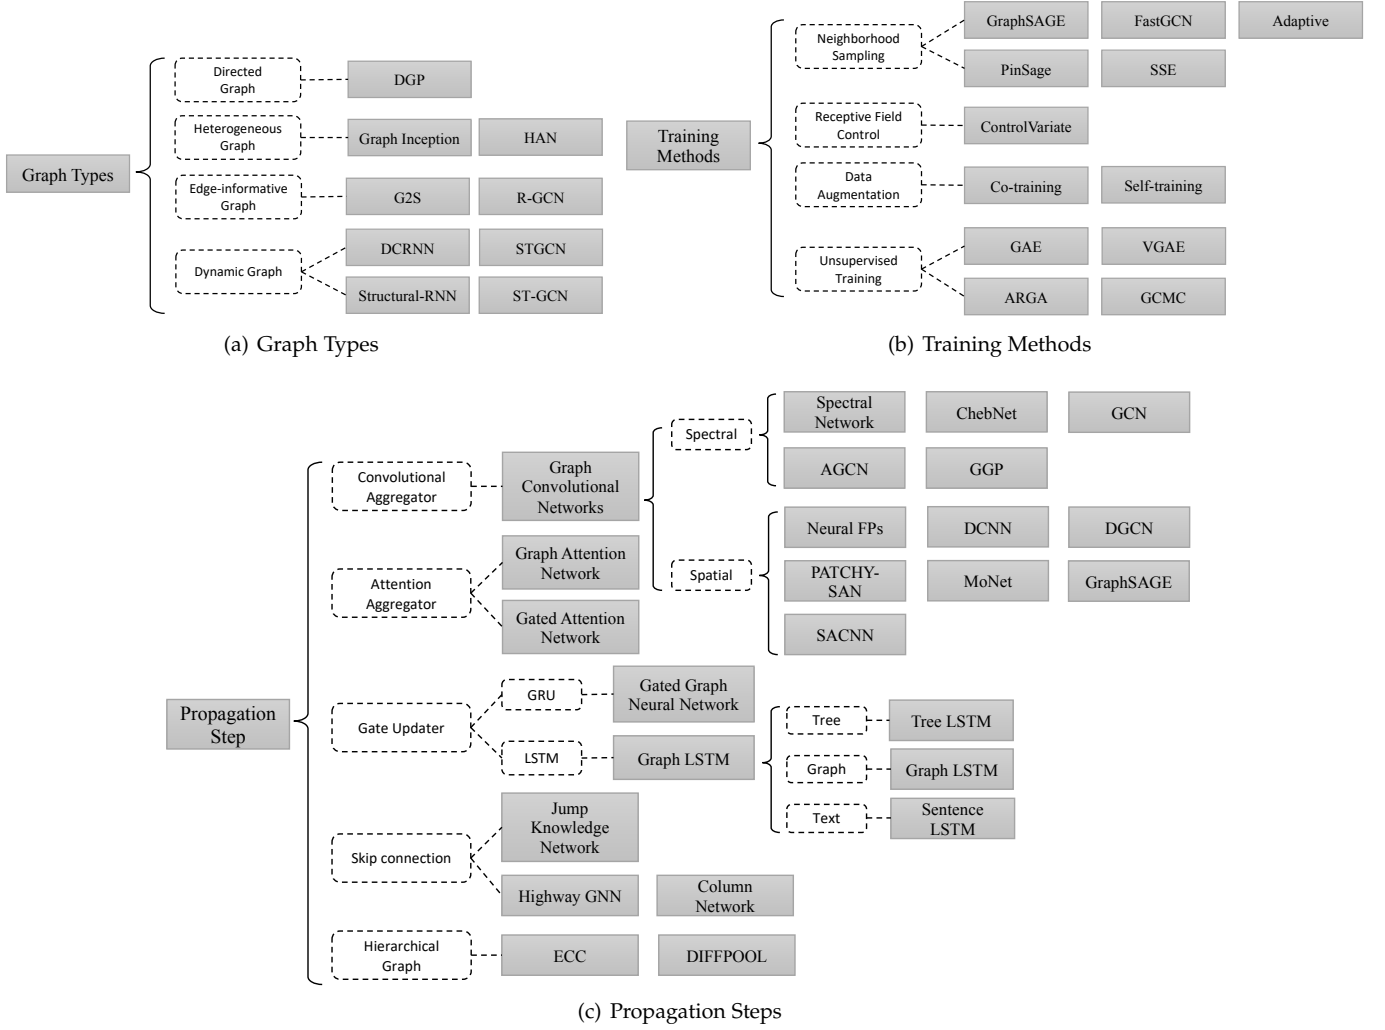 Graph Types
Directed
Graph
DGP
Heterogeneous
Graph
Graph Inception
HAN
Edge-informative
Graph
G2S
R-GCN
Dynamic Graph
DCRNN
STGCN
Structural-RNN
ST-GCN
(a) Graph Types
Training
Methods
Neighborhood
Sampling
GraphSAGE
FastGCN
Adaptive
PinSage
SSE
Receptive Field
Control
ControlVariate
Data
Augmentation
Co-training
Self-training
Unsupervised
Training
GAE
VGAE
ARGA
GCMC
(b) Training Methods
Propagation
Step
Convolutional
Aggregator
Graph
Convolutional
Networks
Spectral
Spectral
Network
ChebNet
GCN
AGCN
GGP
Spatial
Neural FPs
DCNN
DGCN
PATCHY-
SAN
MoNet
GraphSAGE
SACNN
Attention
Aggregator
Graph Attention
Network
Gated Attention
Network
Gate Updater
GRU
Gated Graph
Neural Network
LSTM
Graph LSTM
Tree
Tree LSTM
Graph
Graph LSTM
Text
Sentence
LSTM
Skip connection
Jump
Knowledge
Network
Highway GNN
Column
Network
Hierarchical
Graph
ECC
DIFFPOOL
(c) Propagation Steps